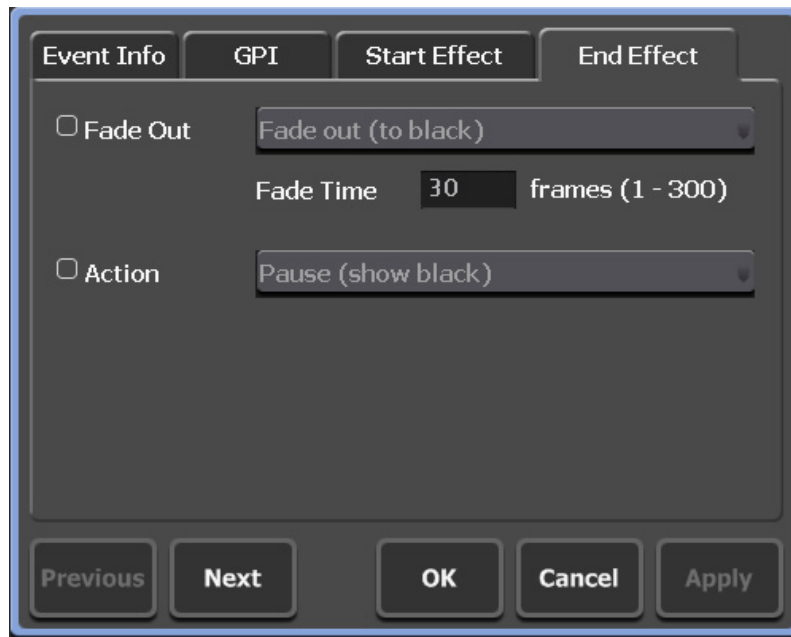 Event Info GPI Start Effect End Effect
Fade Out Fade out (to black)
Fade Time 30 frames (1 - 300)
Action Pause (show black)
Previous Next OK Cancel Apply